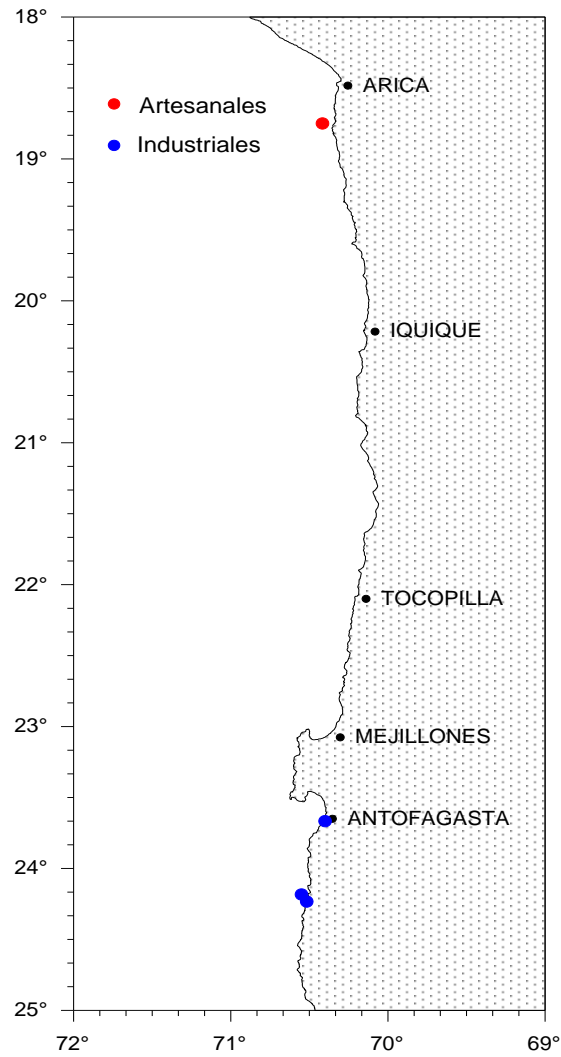 18°
ARICA
Artesanales
Industriales
19°
20°
IQUIQUE
21°
22°
TOCOPILLA
23°
MEJILLONES
ANTOFAGASTA
24°
25°
72°
71°
70°
69°